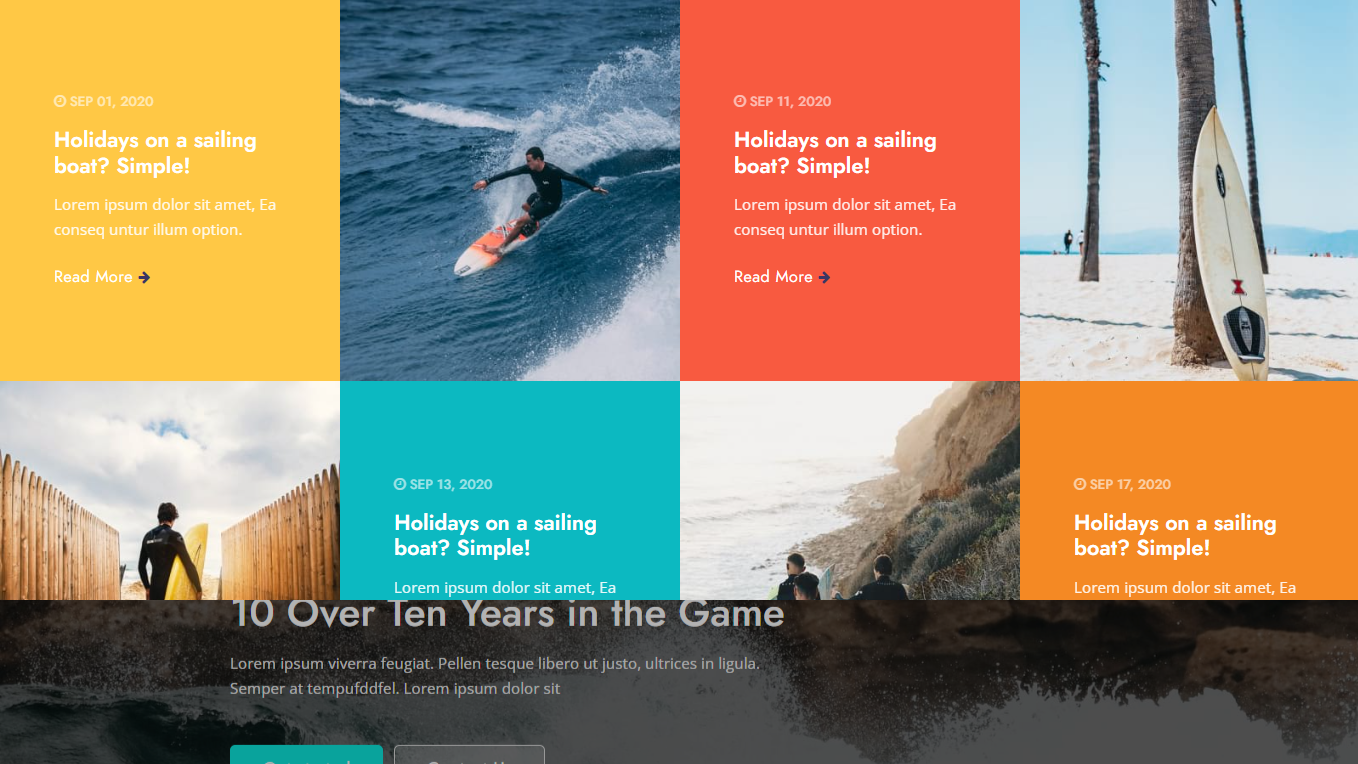 SEP 01, 2020
Holidays on a sailing
boat? Simple!
Lorem ipsum dolor sit amet, Ea
conseq untur illum option.
Read More
SEP 11, 2020
Holidays on a sailing
boat? Simple!
Lorem ipsum dolor sit amet, Ea
conseq untur illum option.
Read More
SEP 13, 2020
Holidays on a sailing
boat? Simple!
Lorem ipsum dolor sit amet, Ea
SEP 17, 2020
Holidays on a sailing
boat? Simple!
Lorem ipsum dolor sit amet, Ea
10 Over Ten Years in the Game
Lorem ipsum viverra feugiat. Pellen tesque libero ut justo, ultrices in ligula.
Semper at tempufddfel. Lorem ipsum dolor sit